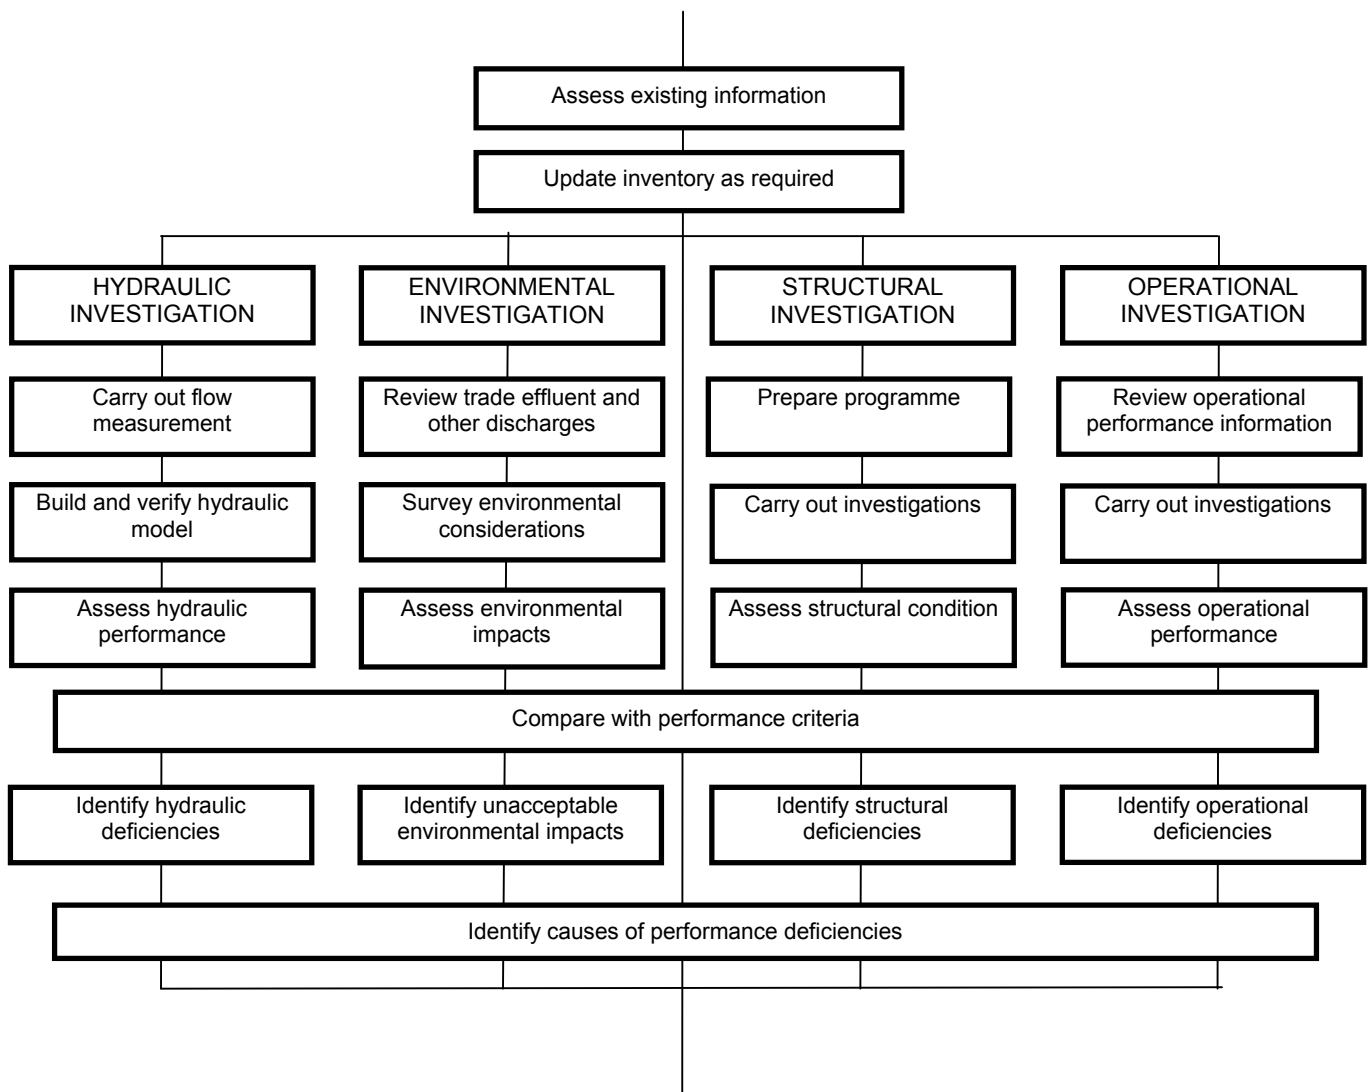 Assess existing information
Update inventory as required
HYDRAULIC
INVESTIGATION
ENVIRONMENTAL
INVESTIGATION
STRUCTURAL
INVESTIGATION
OPERATIONAL
INVESTIGATION
Carry out flow
measurement
Review trade effluent and
other discharges
Prepare programme
Review operational
performance information
Build and verify hydraulic
model
Survey environmental
considerations
Carry out investigations
Carry out investigations
Assess hydraulic
performance
Assess environmental
impacts
Assess structural condition
Assess operational
performance
Compare with performance criteria
Identify hydraulic
deficiencies
Identify unacceptable
environmental impacts
Identify structural
deficiencies
Identify operational
deficiencies
Identify causes of performance deficiencies